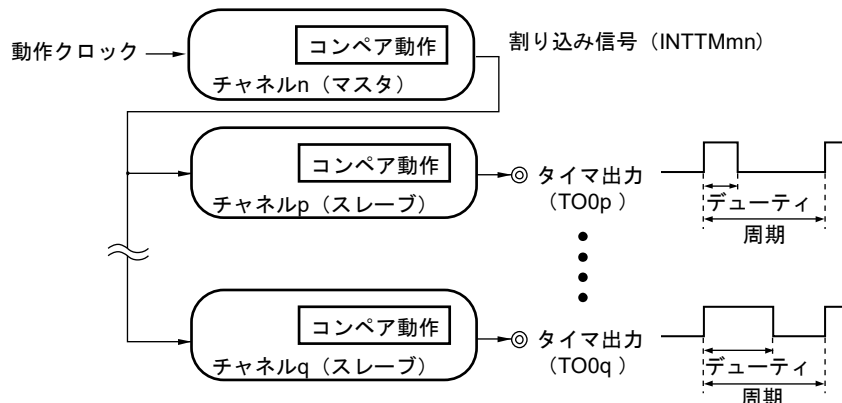 コンペア動作
動作クロック
割り込み信号（INTTMmn）
チャネルn（マスタ）
コンペア動作
チャネルp（スレーブ）
タイマ出力
（TO0p ）
デューティ
周期
コンペア動作
チャネルq（スレーブ）
タイマ出力
（TO0q ）
デューティ
周期